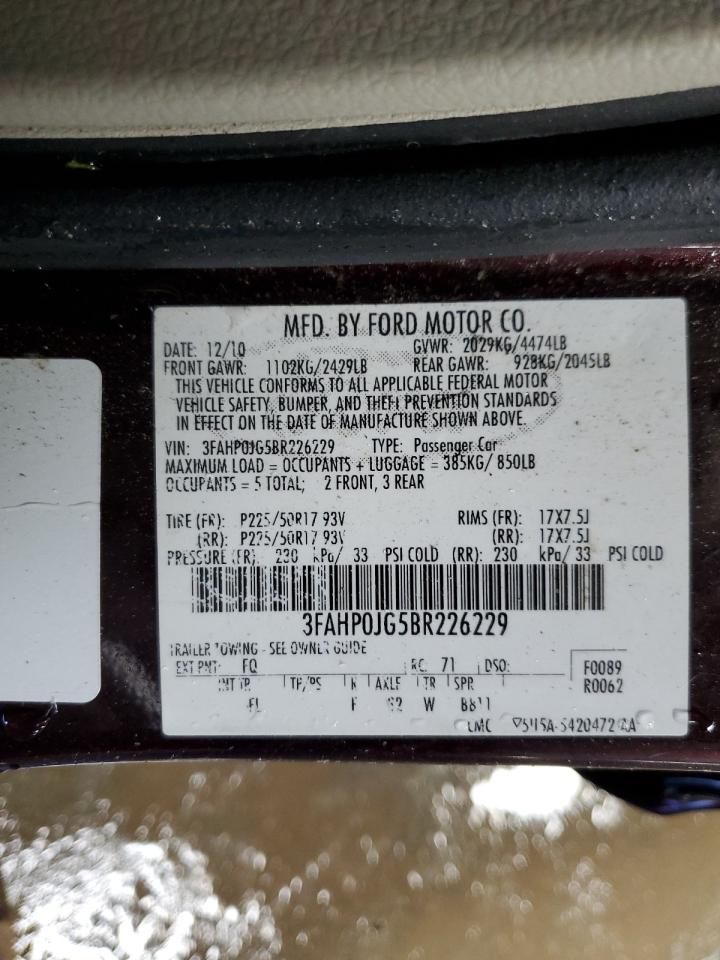 MFD. BY FORD MOTOR CO.
DATE: 12/10 GVWR: 2029KG/4474LB
FRONT GAWR: 1102KG/2429LB REAR GAWR: 928KG/2045LB
THIS VEHICLE CONFORMS TO ALL APPLICABLE FEDERAL MOTOR
VEHICLE SAFETY, BUMPER, AND THEFT PREVENTION STANDARDS
IN EFFECT ON THE DATE OF MANUFACTURE SHOWN ABOVE.
VIN: 3FAHP0JG5BR226229 TYPE: Passenger Car
MAXIMUM LOAD = OCCUPANTS + LUGGAGE = 385KG/ 850LB
OCCUPANTS = 5 TOTAL; 2 FRONT, 3 REAR
TIRE (FR): P225/50R17 93V RIMS (FR): 17X7.5J
(RR): P225/50R17 93V (RR): 17X7.5J
PRESSURE (FR): 230 kPa/ 33 PSI COLD (RR): 230 kPa/ 33 PSI COLD
3FAHP0JG5BR226229
TRAILER TOWING - SEE OWNER GUIDE
EXT PNT: FQ RC: 71 DSO: F0089
INT TR TP/PS R AXLE TR SPR R0062
W B811